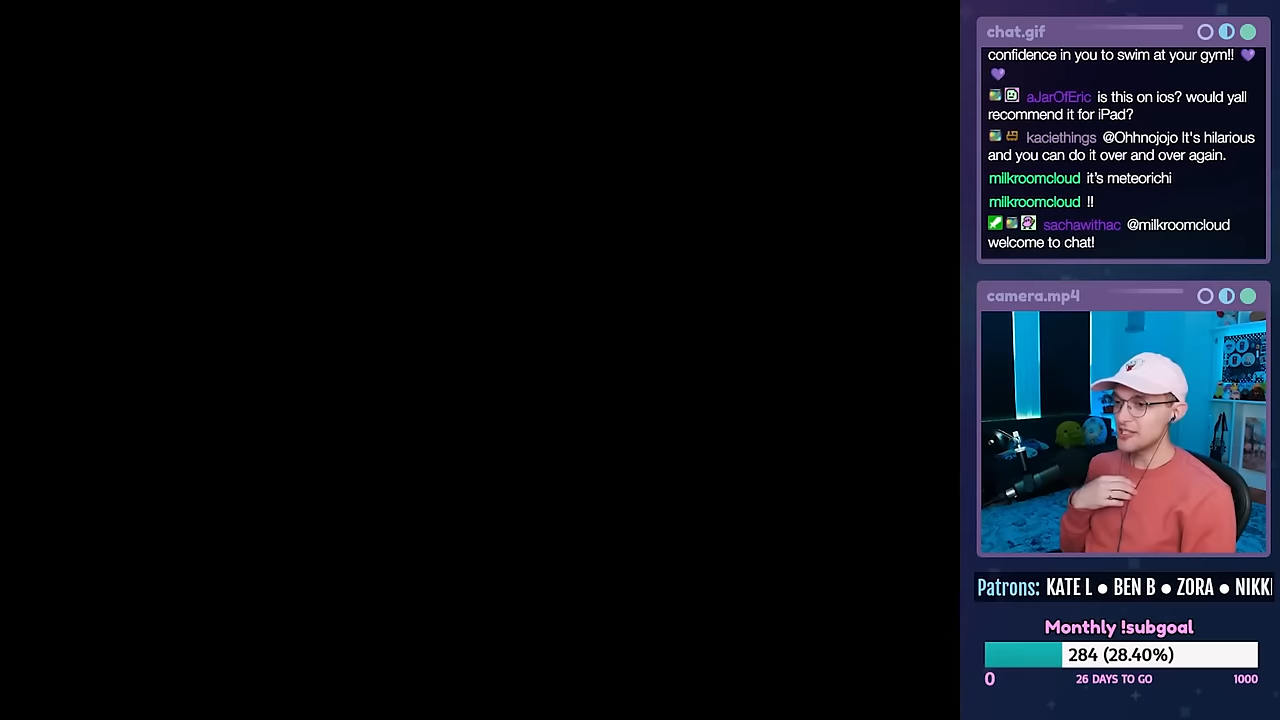 chat.gif
confidence in you to swim at your gym!! 💜
💜
aJarOfEric is this on ios? would yall
recommend it for iPad?
kaciethings @Ohhnojojo It's hilarious
and you can do it over and over again.
milkroomcloud it’s meteorichi
milkroomcloud !!
sachawithac @milkroomcloud
welcome to chat!
camera.mp4
Patrons: KATE L ● BEN B ● ZORA ● NIKKI
Monthly !subgoal
284 (28.40%)
0 26 DAYS TO GO 1000